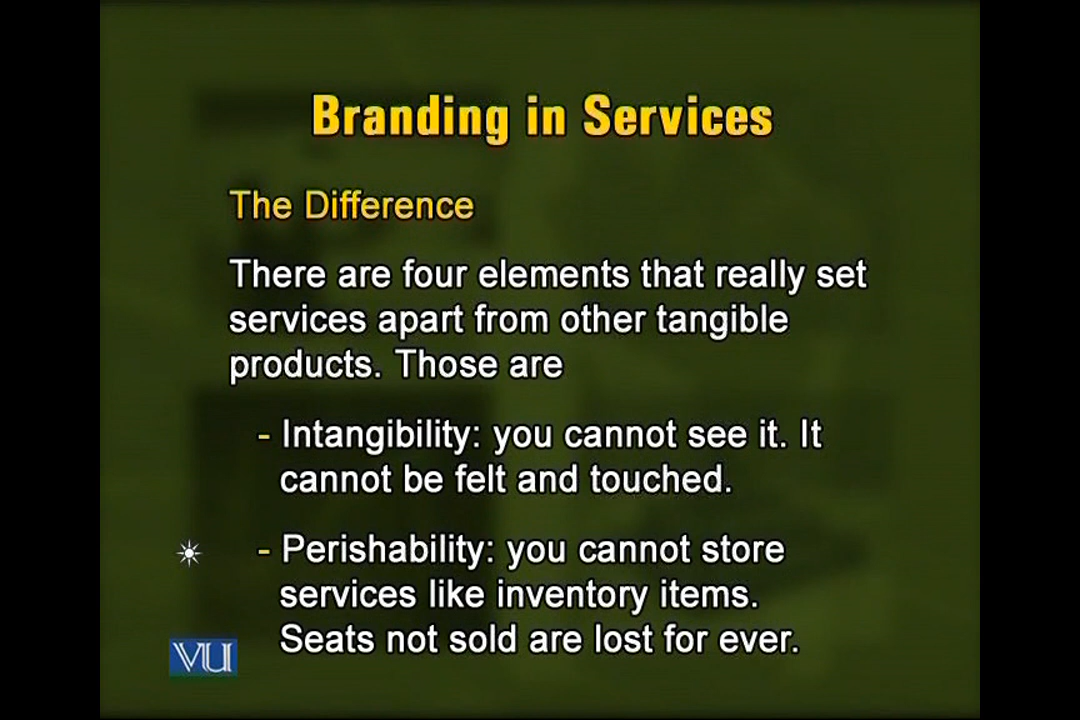 Branding in Services
The Difference
There are four elements that really set
services apart from other tangible
products. Those are
- Intangibility: you cannot see it. It
cannot be felt and touched.
- Perishability: you cannot store
services like inventory items.
Seats not sold are lost for ever.
VU